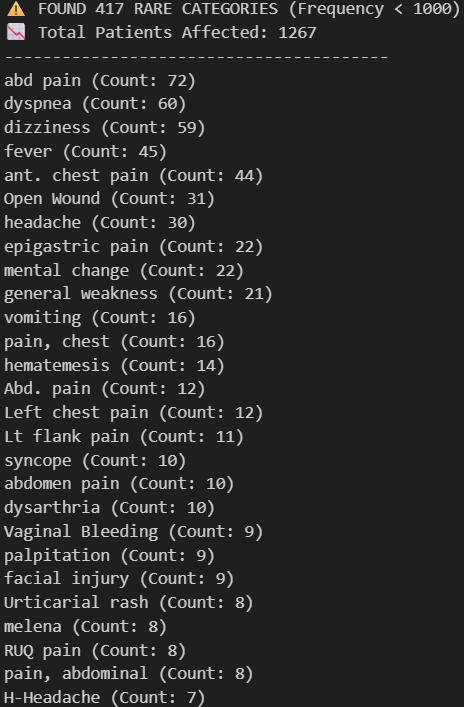 ⚠️ FOUND 417 RARE CATEGORIES (Frequency < 1000)
📉 Total Patients Affected: 1267
----------------------------------------
abd pain (Count: 72)
dyspnea (Count: 60)
dizziness (Count: 59)
fever (Count: 45)
ant. chest pain (Count: 44)
Open Wound (Count: 31)
headache (Count: 30)
epigastric pain (Count: 22)
mental change (Count: 22)
general weakness (Count: 21)
vomiting (Count: 16)
pain, chest (Count: 16)
hematemesis (Count: 14)
Abd. pain (Count: 12)
Left chest pain (Count: 12)
Lt flank pain (Count: 11)
syncope (Count: 10)
abdomen pain (Count: 10)
dysarthria (Count: 10)
Vaginal Bleeding (Count: 9)
palpitation (Count: 9)
facial injury (Count: 9)
Urticarial rash (Count: 8)
melena (Count: 8)
RUQ pain (Count: 8)
pain, abdominal (Count: 8)
H-Headache (Count: 7)